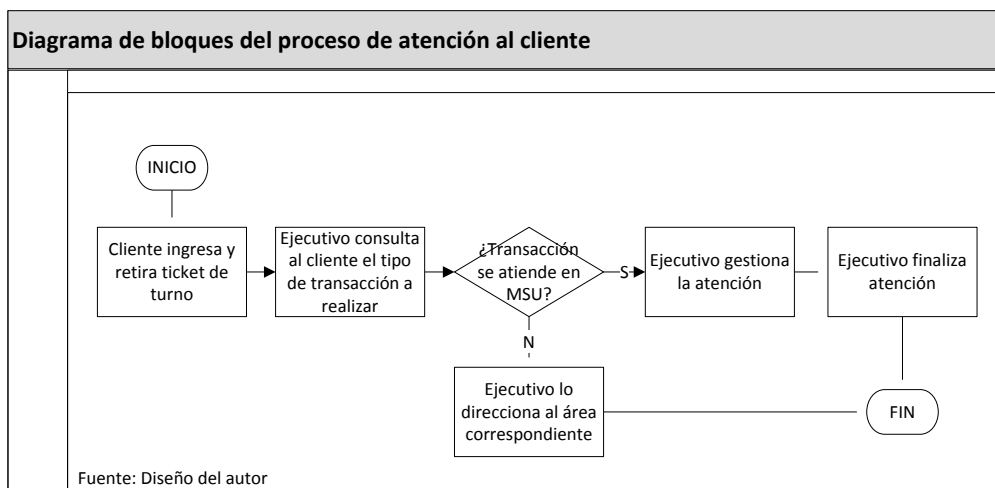 Diagrama de bloques del proceso de atención al cliente
INICIO
Cliente ingresa y
retira ticket de
turno
Ejecutivo consulta
al cliente el tipo
de transacción a
realizar
¿Transacción
se atiende en
MSU?
S
Ejecutivo gestiona
la atención
Ejecutivo finaliza
atención
N
Ejecutivo lo
direcciona al área
correspondiente
FIN
Fuente: Diseño del autor